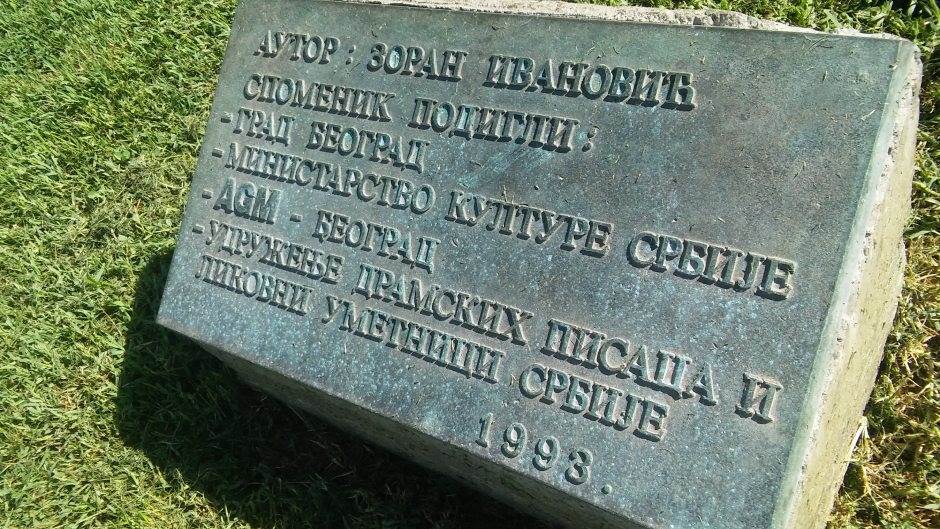 АУТОР : ЗОРАН ИВАНОВИЋ
СПОМЕНИК ПОДИГЛИ :
- ГРАД БЕОГРАД
- МИНИСТАРСТВО КУЛТУРЕ СРБИЈЕ
- AGM - БЕОГРАД
- УДРУЖЕЊЕ ДРАМСКИХ ПИСАЦА И
ЛИКОВНИ УМЕТНИЦИ СРБИЈЕ
1993.